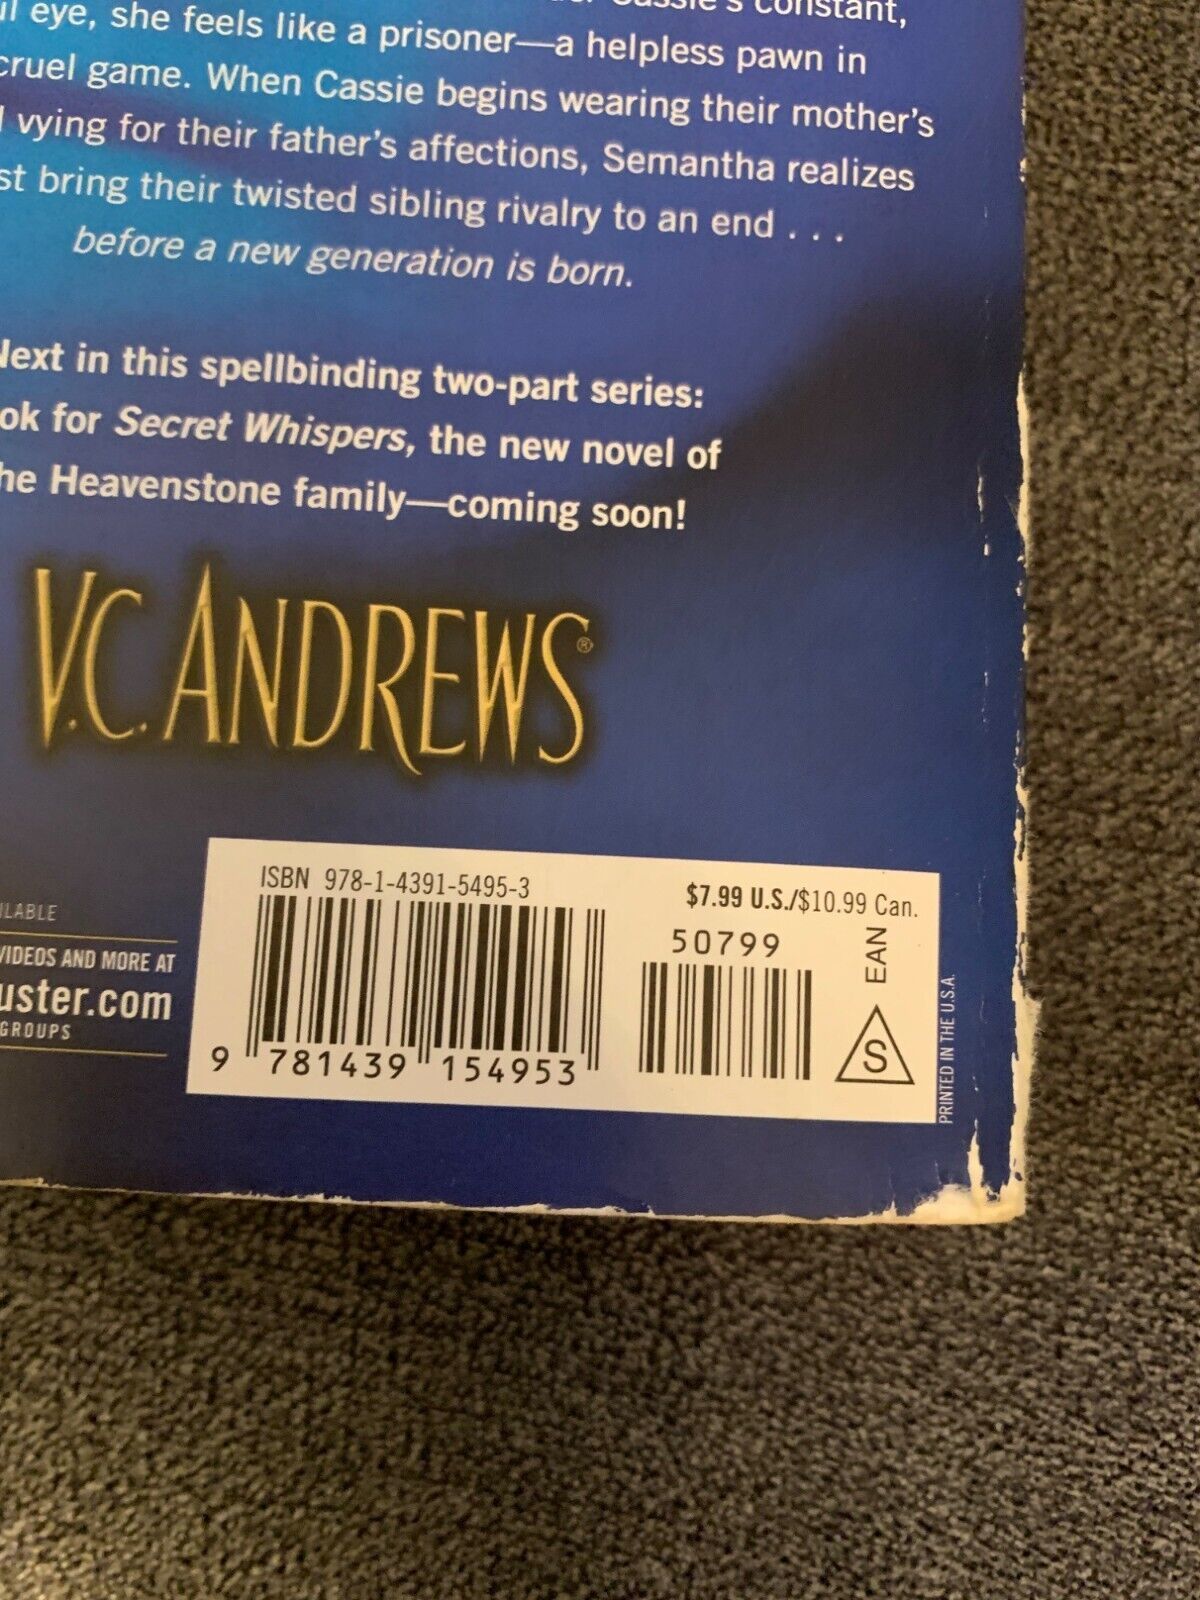 Cassie's constant,
eye, she feels like a prisoner—a helpless pawn in
cruel game. When Cassie begins wearing their mother's
vying for their father's affections, Semantha realizes
bring their twisted sibling rivalry to an end . . .
before a new generation is born.
Next in this spellbinding two-part series:
ok for Secret Whispers, the new novel of
he Heavenstone family—coming soon!
V.C. ANDREWS®
ISBN 978-1-4391-5495-3
$7.99 U.S./$10.99 Can.
50799
EAN
S
9 781439 154953
PRINTED IN THE U.S.A.
ILABLE
VIDEOS AND MORE AT
uster.com
GROUPS